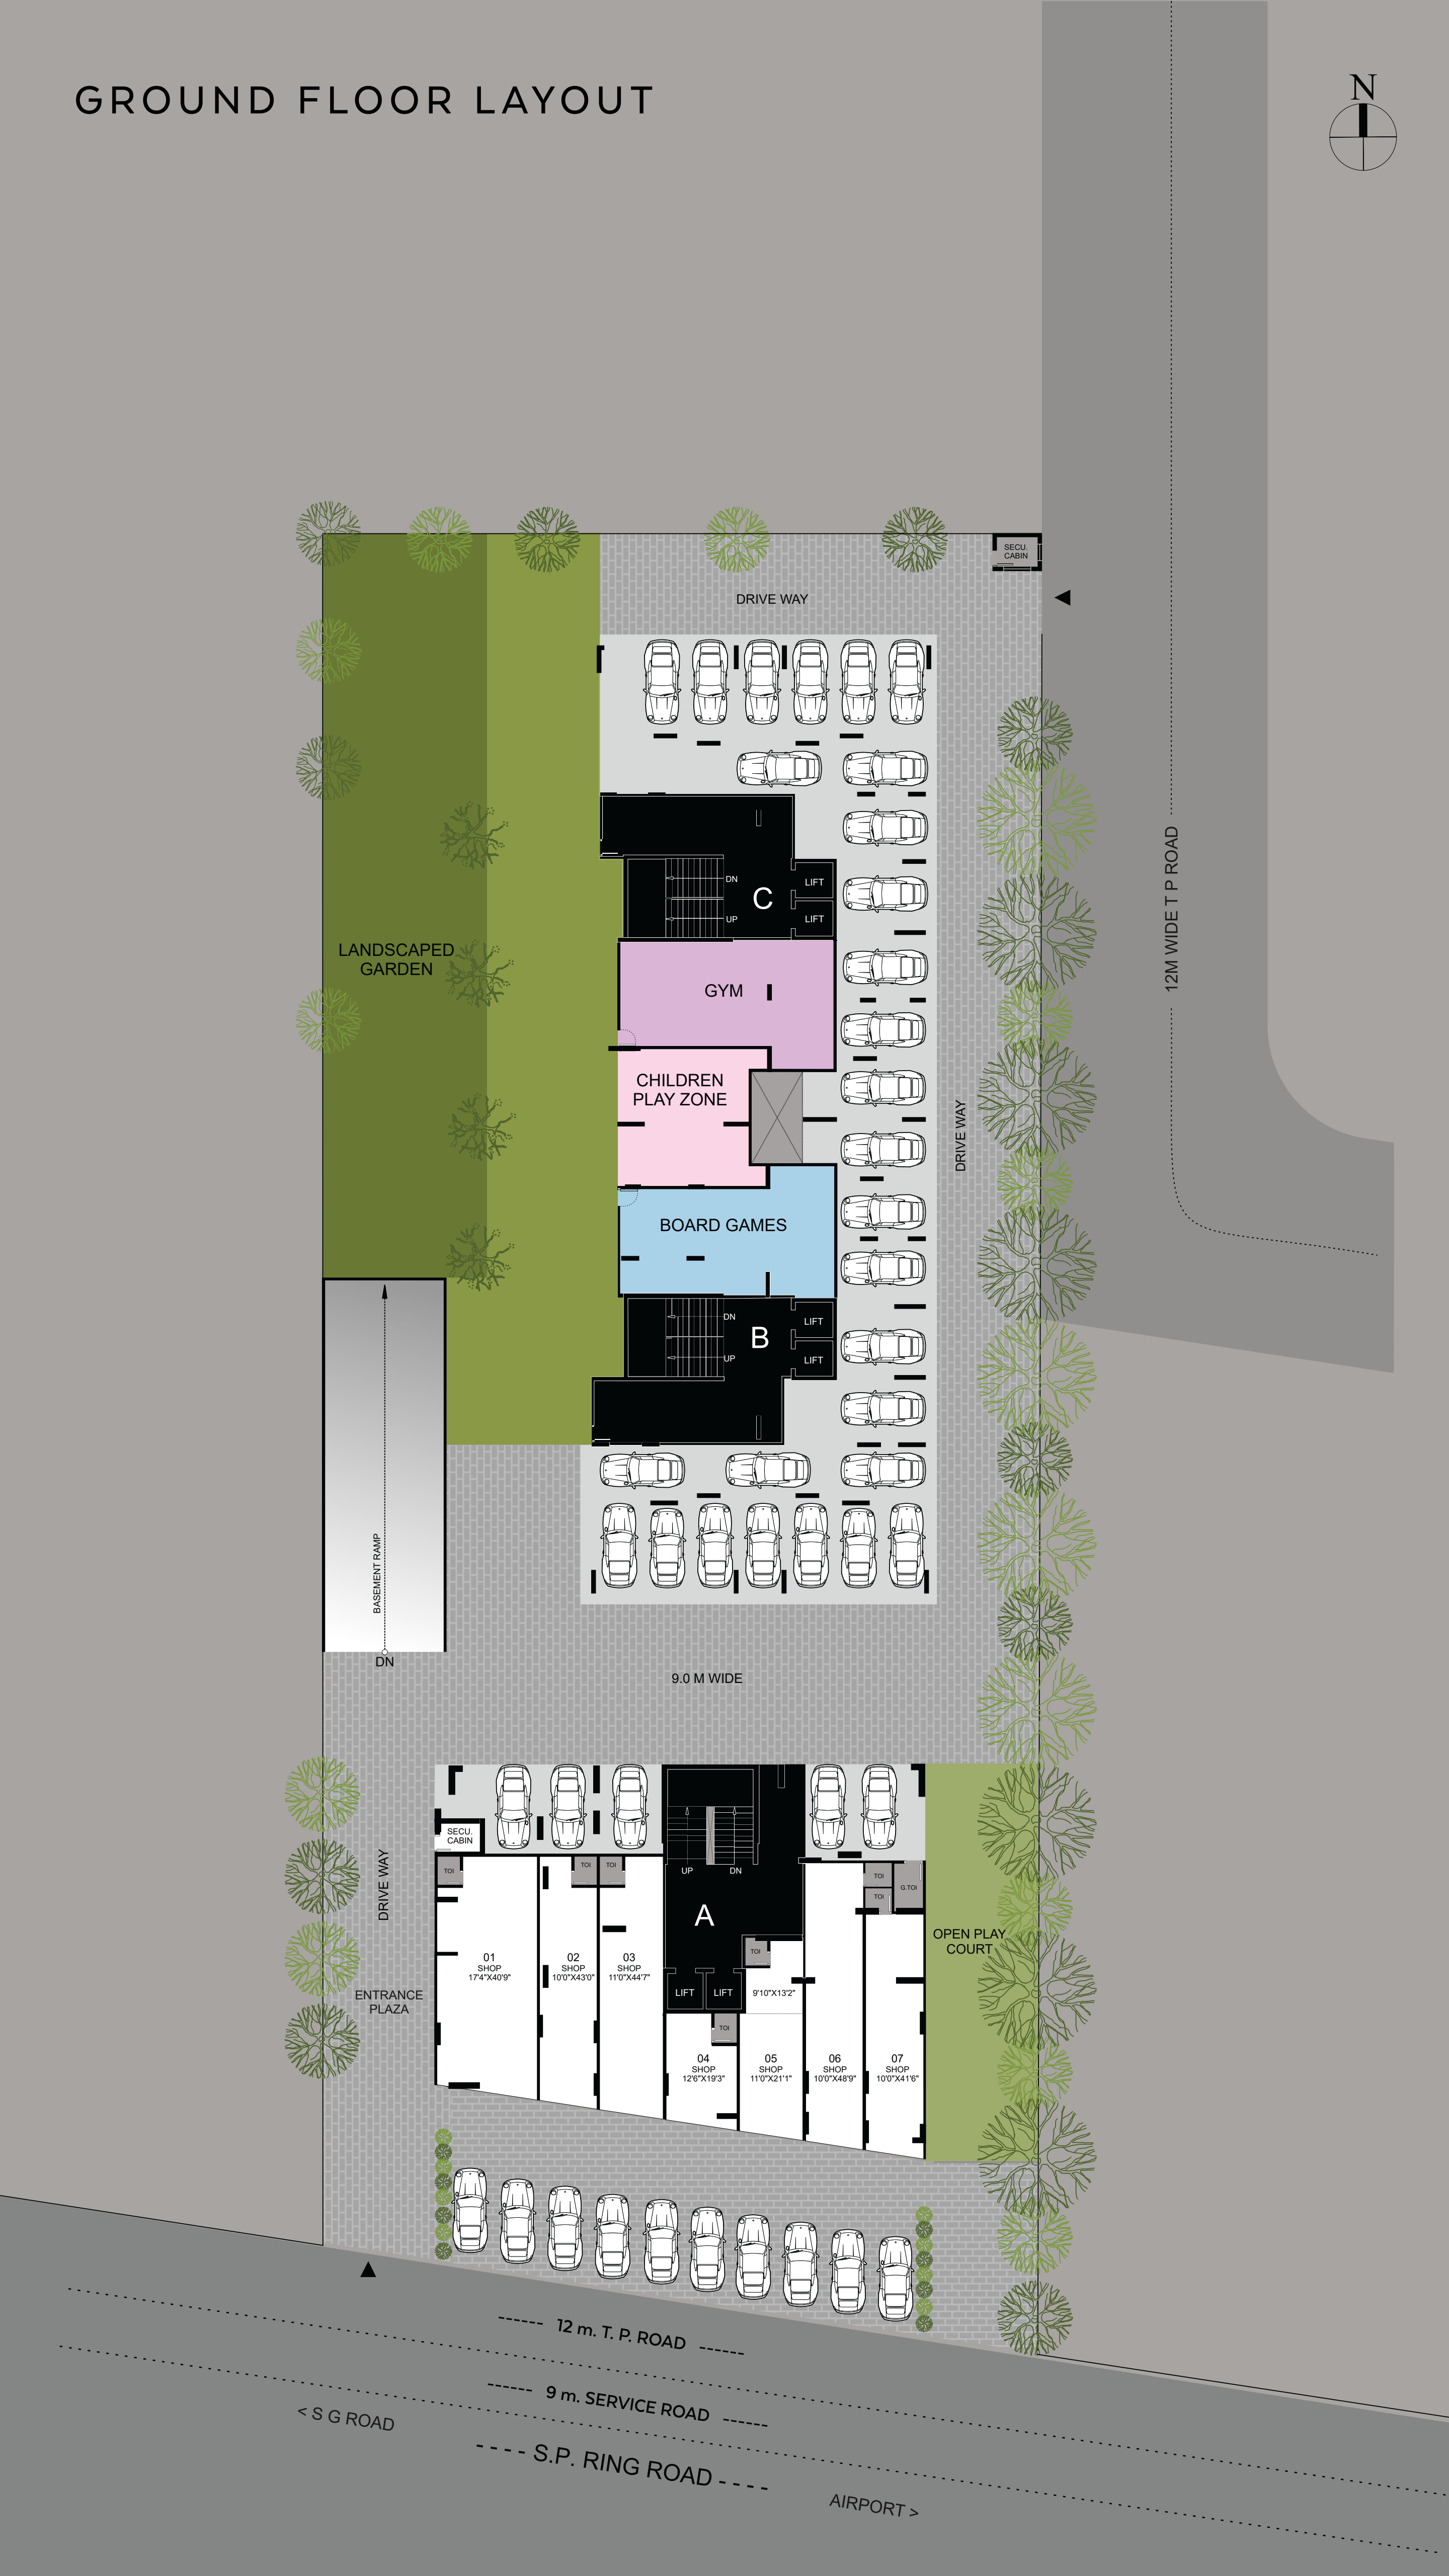 GROUND FLOOR LAYOUT
N
SECU.
CABIN
DRIVE WAY
12M WIDE T P ROAD
DN
UP
C
LIFT
LIFT
LANDSCAPED
GARDEN
GYM
CHILDREN
PLAY ZONE
DRIVE WAY
BOARD GAMES
DN
UP
B
LIFT
LIFT
BASEMENT RAMP
DN
9.0 M WIDE
SECU.
CABIN
TOI
TOI
TOI
UP
DN
TOI
TOI
G.TOI
DRIVE WAY
A
OPEN PLAY
COURT
TOI
01
SHOP
17'4"X40'9"
02
SHOP
10'0"X43'0"
03
SHOP
11'0"X44'7"
LIFT
LIFT
9'10"X13'2"
ENTRANCE
PLAZA
TOI
04
SHOP
12'6"X19'3"
05
SHOP
11'0"X21'1"
06
SHOP
10'0"X48'9"
07
SHOP
10'0"X41'6"
12 m. T. P. ROAD
9 m. SERVICE ROAD
< S G ROAD
S.P. RING ROAD
AIRPORT >